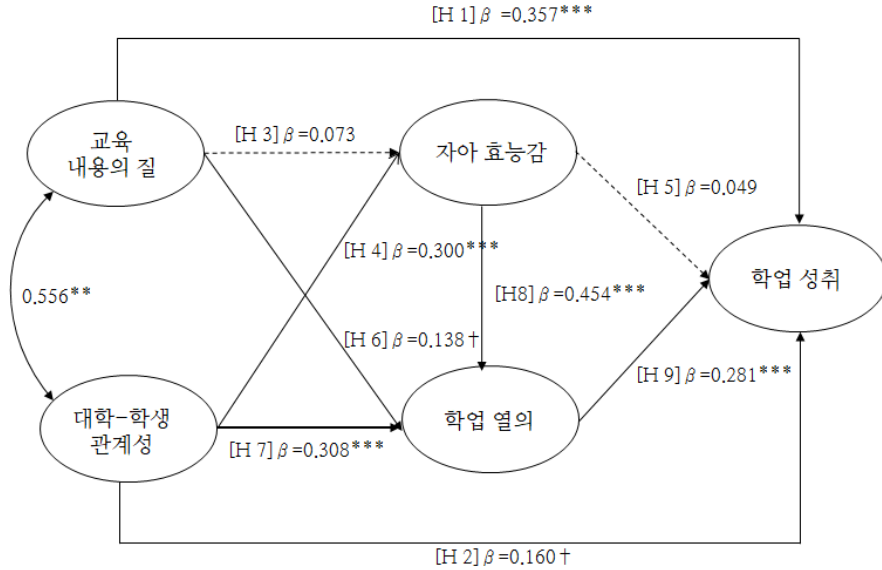 [H 1]β =0.357***
교육
내용의 질
[H 3]β=0.073
자아 효능감
[H 5]β=0.049
[H 4]β=0.300***
학업 성취
[H8]β=0.454***
0.556**
[H 6]β=0.138†
[H 9]β=0.281***
대학-학생
관계성
학업 열의
[H 7]β=0.308***
[H 2]β=0.160†